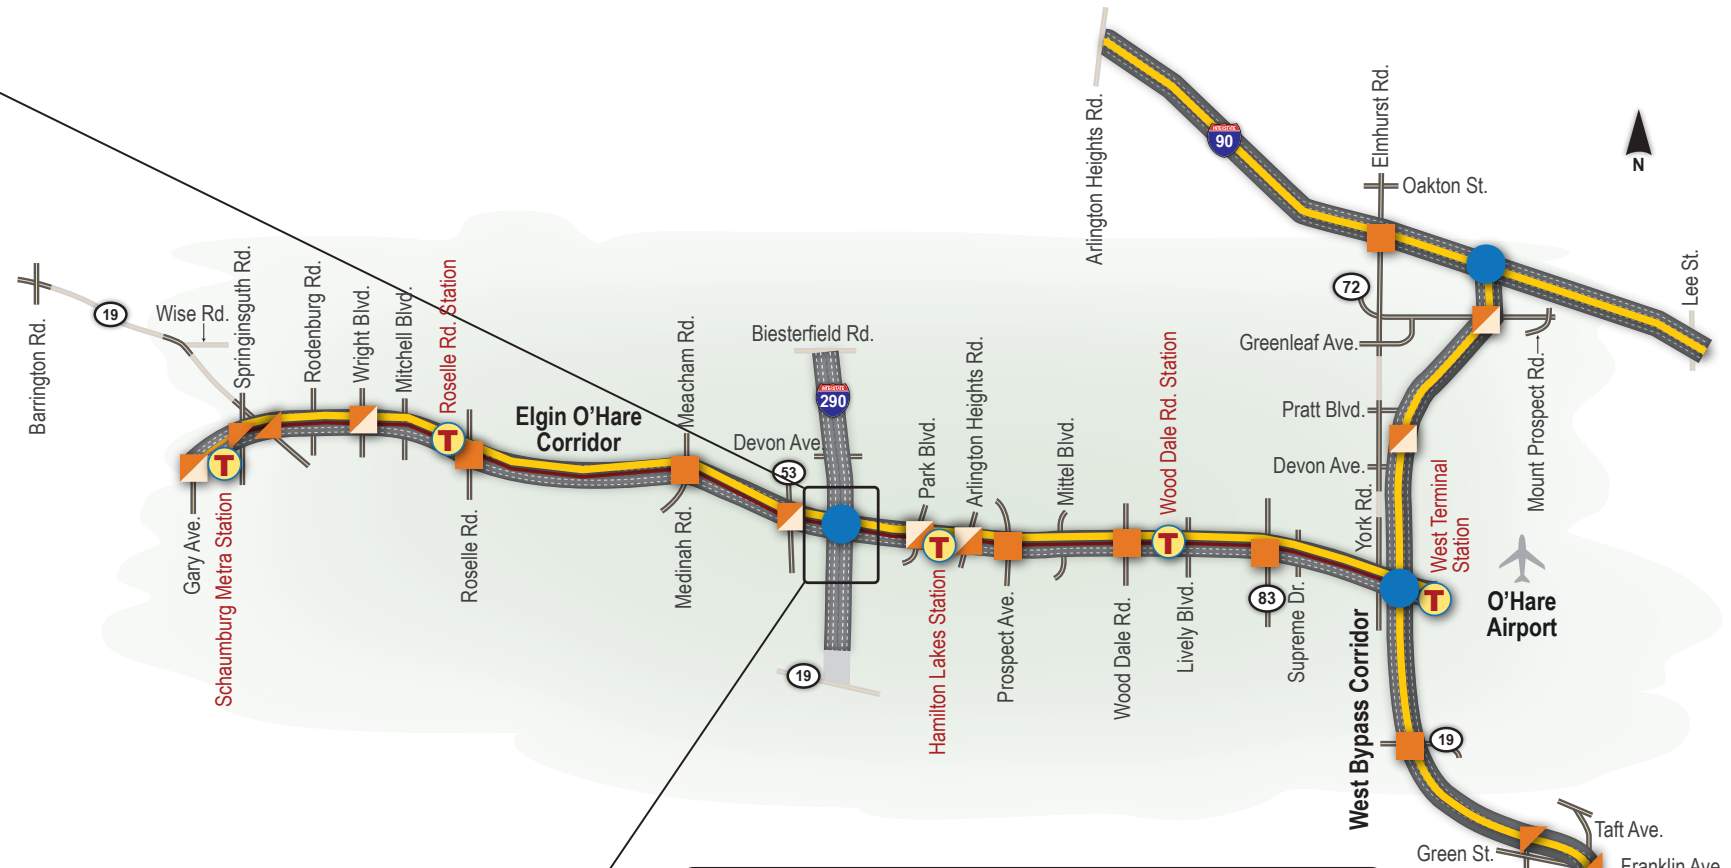 Arlington Heights Rd.
INTERSTATE
90
Elmhurst Rd.
Oakton St.
N
72
Greenleaf Ave.
Lee St.
Mount Prospect Rd.
Pratt Blvd.
Devon Ave.
York Rd.
West Terminal
Station
T
O'Hare
Airport
West Bypass Corridor
19
Taft Ave.
Green St.
Franklin Ave
Barrington Rd.
19
Wise Rd.
Springinsguth Rd.
Rodenburg Rd.
Wright Blvd.
Mitchell Blvd.
Roselle Rd. Station
T
Gary Ave.
T
Schaumburg Metra Station
Roselle Rd.
Elgin O'Hare
Corridor
Meacham Rd.
Medinah Rd.
Biesterfield Rd.
INTERSTATE
290
Devon Ave.
53
19
Park Blvd.
Arlington Heights Rd.
T
Hamilton Lakes Station
Prospect Ave.
Mittel Blvd.
Wood Dale Rd.
Wood Dale Rd. Station
T
Lively Blvd.
83
Supreme Dr.